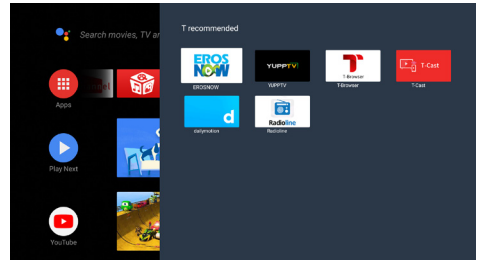 Search movies, TV ar
T recommended
Apps
EROS
NOW
EROSNOW
YUPPTV
YUPPTV
T-Browser
T-Browser
T-Cast
T-Cast
d
dailymotion
Radioline
Radioline
Play Next
YouTube